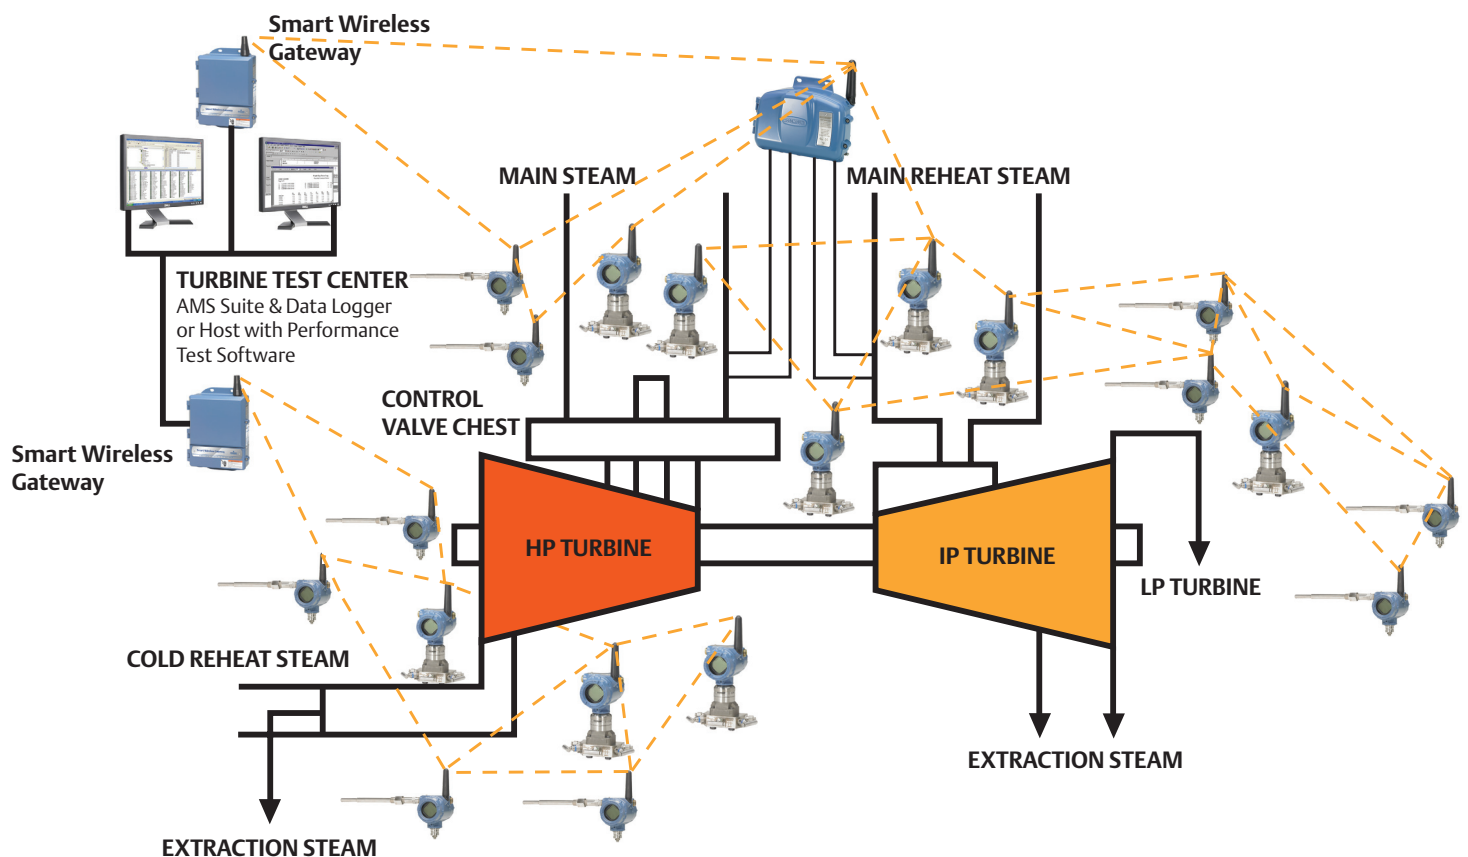 Smart Wireless
Gateway
MAIN STEAM
MAIN REHEAT STEAM
TURBINE TEST CENTER
AMS Suite & Data Logger
or Host with Performance
Test Software
CONTROL
VALVE CHEST
Smart Wireless
Gateway
HP TURBINE
IP TURBINE
LP TURBINE
COLD REHEAT STEAM
EXTRACTION STEAM
EXTRACTION STEAM